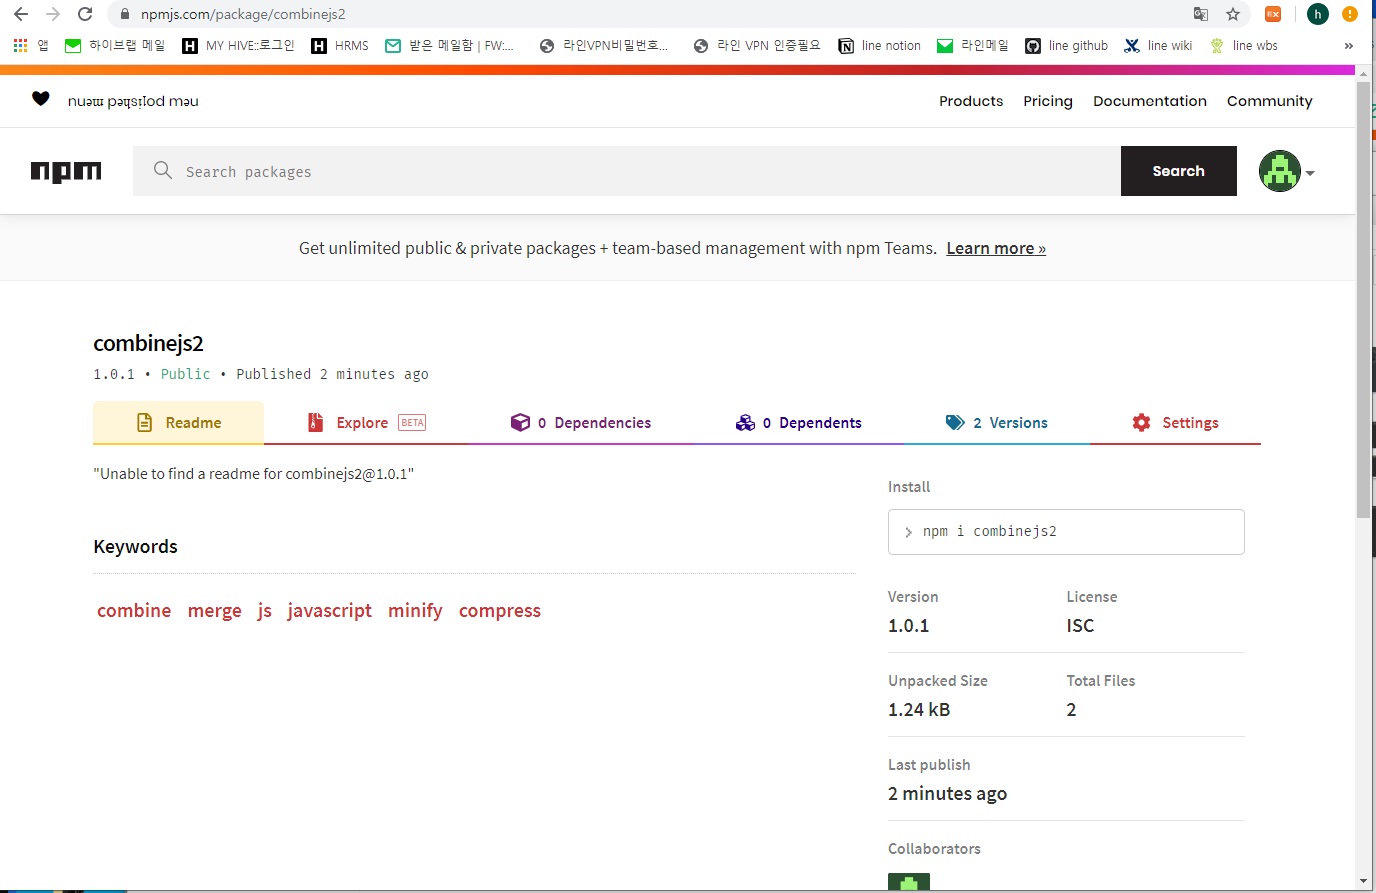 npmjs.com/package/combinejs2
앱 하이브랩 메일 MY HIVE::로그인 HRMS 받은 메일함 | FW:... 라인VPN비밀번호... 라인 VPN 인증필요 line notion 라인메일 line github line wiki line wbs »
nuǝɯ pǝɥsᴉꞁod mǝu Products Pricing Documentation Community
npm Search packages Search
Get unlimited public & private packages + team-based management with npm Teams. Learn more »
combinejs2
1.0.1 • Public • Published 2 minutes ago
Readme Explore BETA 0 Dependencies 0 Dependents 2 Versions Settings
"Unable to find a readme for combinejs2@1.0.1"
Keywords
combine merge js javascript minify compress
Install
npm i combinejs2
Version License
1.0.1 ISC
Unpacked Size Total Files
1.24 kB 2
Last publish
2 minutes ago
Collaborators